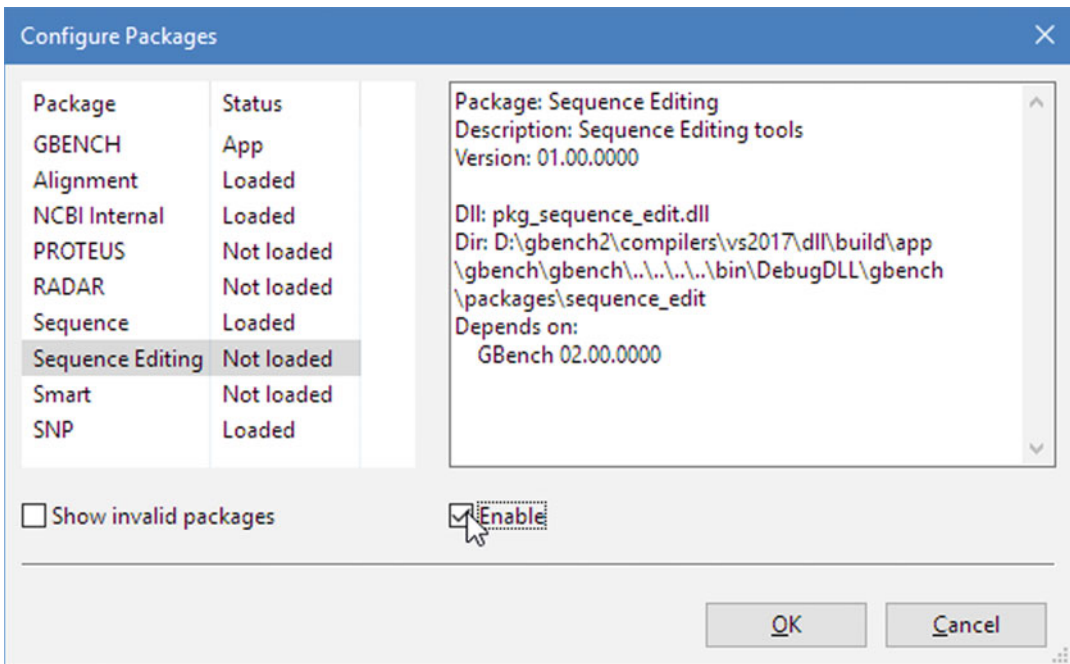 Configure Packages
Package Status
GBENCH App
Alignment Loaded
NCBI Internal Loaded
PROTEUS Not loaded
RADAR Not loaded
Sequence Loaded
Sequence Editing Not loaded
Smart Not loaded
SNP Loaded
Package: Sequence Editing
Description: Sequence Editing tools
Version: 01.00.0000
Dll: pkg_sequence_edit.dll
Dir: D:\gbench2\compilers\vs2017\dll\build\app
\gbench\gbench\..\..\..\..\bin\DebugDLL\gbench
\packages\sequence_edit
Depends on:
GBench 02.00.0000
Show invalid packages
Enable
OK
Cancel